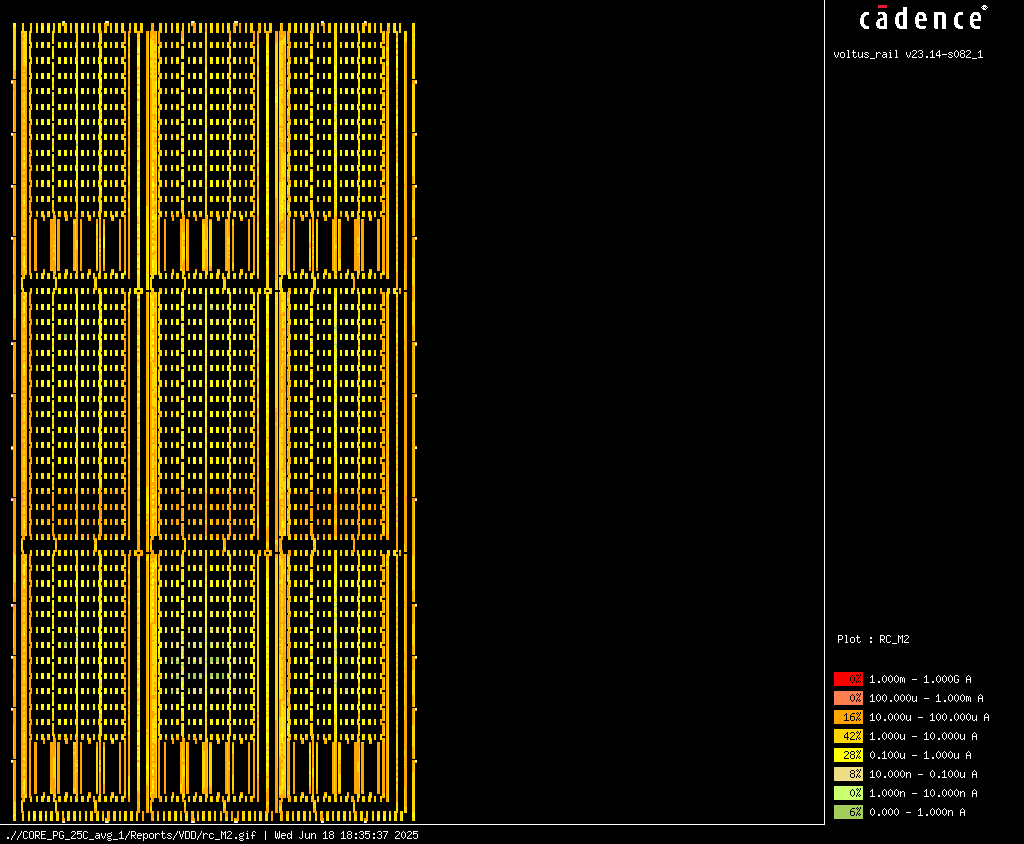 cādence®
voltus_rail v23.14-s082_1
Plot : RC_M2
0% 1.000m - 1.000G A
0% 100.000u - 1.000m A
16% 10.000u - 100.000u A
42% 1.000u - 10.000u A
28% 0.100u - 1.000u A
8% 10.000n - 0.100u A
0% 1.000n - 10.000n A
6% 0.000 - 1.000n A
.//CORE_PG_25C_avg_1/Reports/VDD/rc_M2.gif | Wed Jun 18 18:35:37 2025